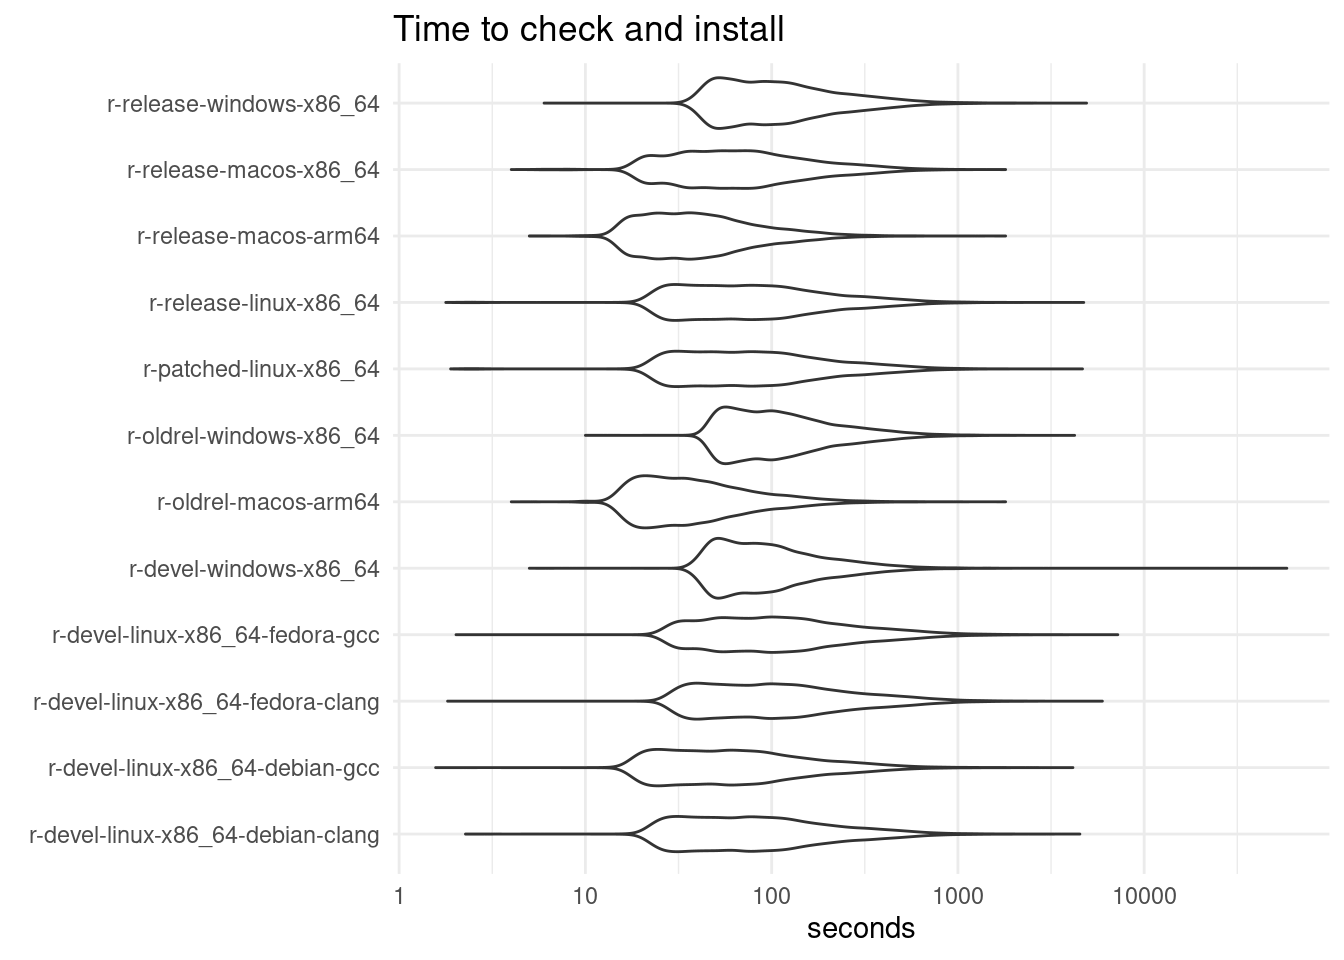 Time to check and install
r-release-windows-x86_64
r-release-macos-x86_64
r-release-macos-arm64
r-release-linux-x86_64
r-patched-linux-x86_64
r-oldrel-windows-x86_64
r-oldrel-macos-arm64
r-devel-windows-x86_64
r-devel-linux-x86_64-fedora-gcc
r-devel-linux-x86_64-fedora-clang
r-devel-linux-x86_64-debian-gcc
r-devel-linux-x86_64-debian-clang
1 10 100 1000 10000
seconds